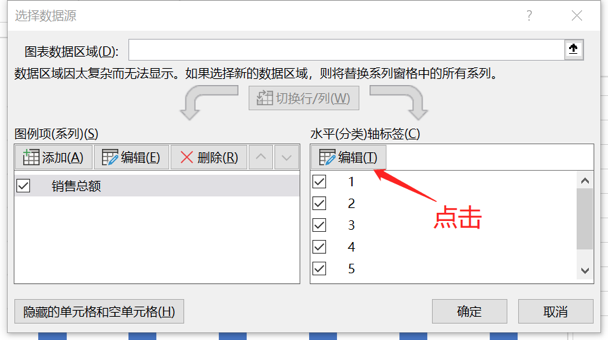 选择数据源
?
图表数据区域(D):
数据区域因太复杂而无法显示。如果选择新的数据区域，则将替换系列窗格中的所有系列。
切换行/列(W)
图例项(系列)(S)
水平(分类)轴标签(C)
添加(A) 编辑(E) 删除(R)
编辑(T)
销售总额
1
2
3
4
5
点击
隐藏的单元格和空单元格(H)
确定
取消